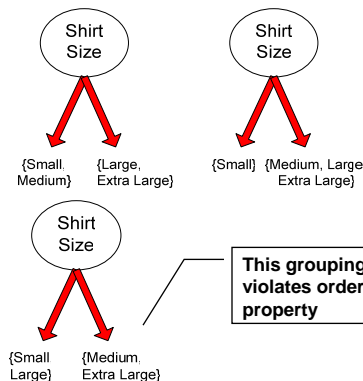 Shirt
Size
{Small,
Medium}
{Large,
Extra Large}
Shirt
Size
{Small}
{Medium, Large
Extra Large}
Shirt
Size
{Small
Large}
{Medium,
Extra Large}
This grouping
violates order
property